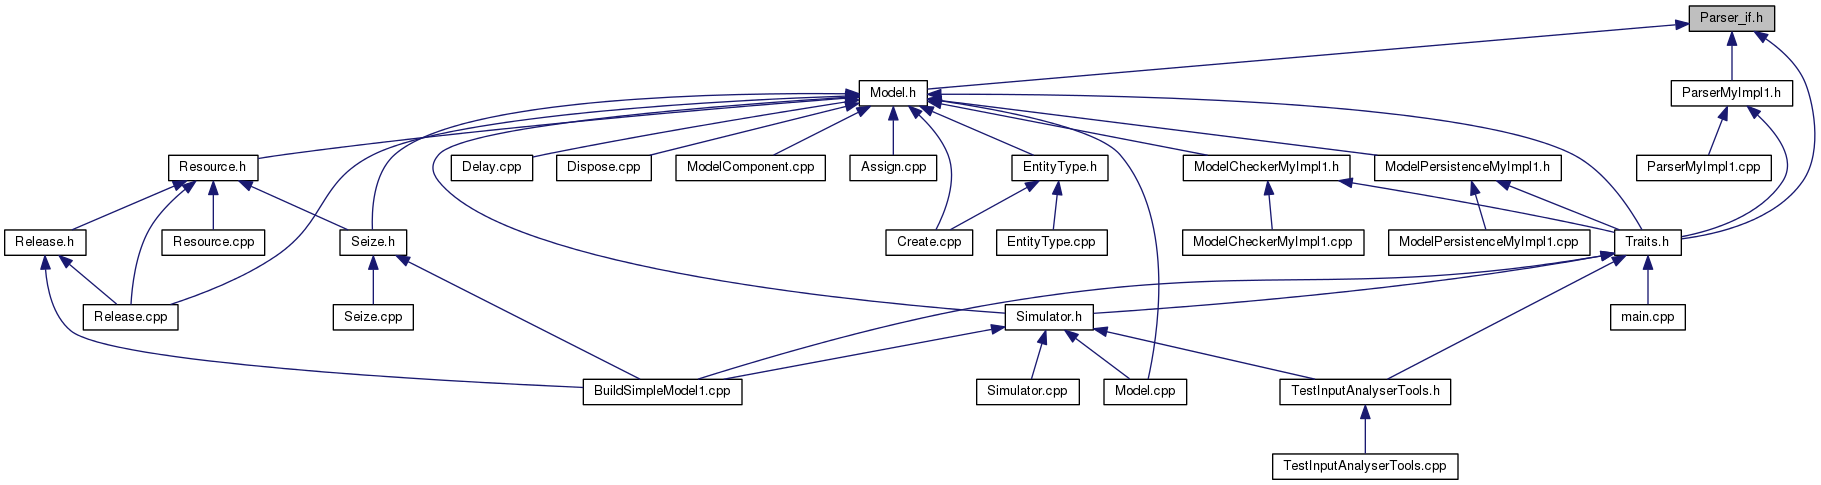 Parser_if.h
Model.h
ParserMyImpl1.h
Resource.h
Delay.cpp
Dispose.cpp
ModelComponent.cpp
Assign.cpp
EntityType.h
ModelCheckerMyImpl1.h
ModelPersistenceMyImpl1.h
ParserMyImpl1.cpp
Release.h
Resource.cpp
Seize.h
Create.cpp
EntityType.cpp
ModelCheckerMyImpl1.cpp
ModelPersistenceMyImpl1.cpp
Traits.h
Release.cpp
Seize.cpp
Simulator.h
main.cpp
BuildSimpleModel1.cpp
Simulator.cpp
Model.cpp
TestInputAnalyserTools.h
TestInputAnalyserTools.cpp